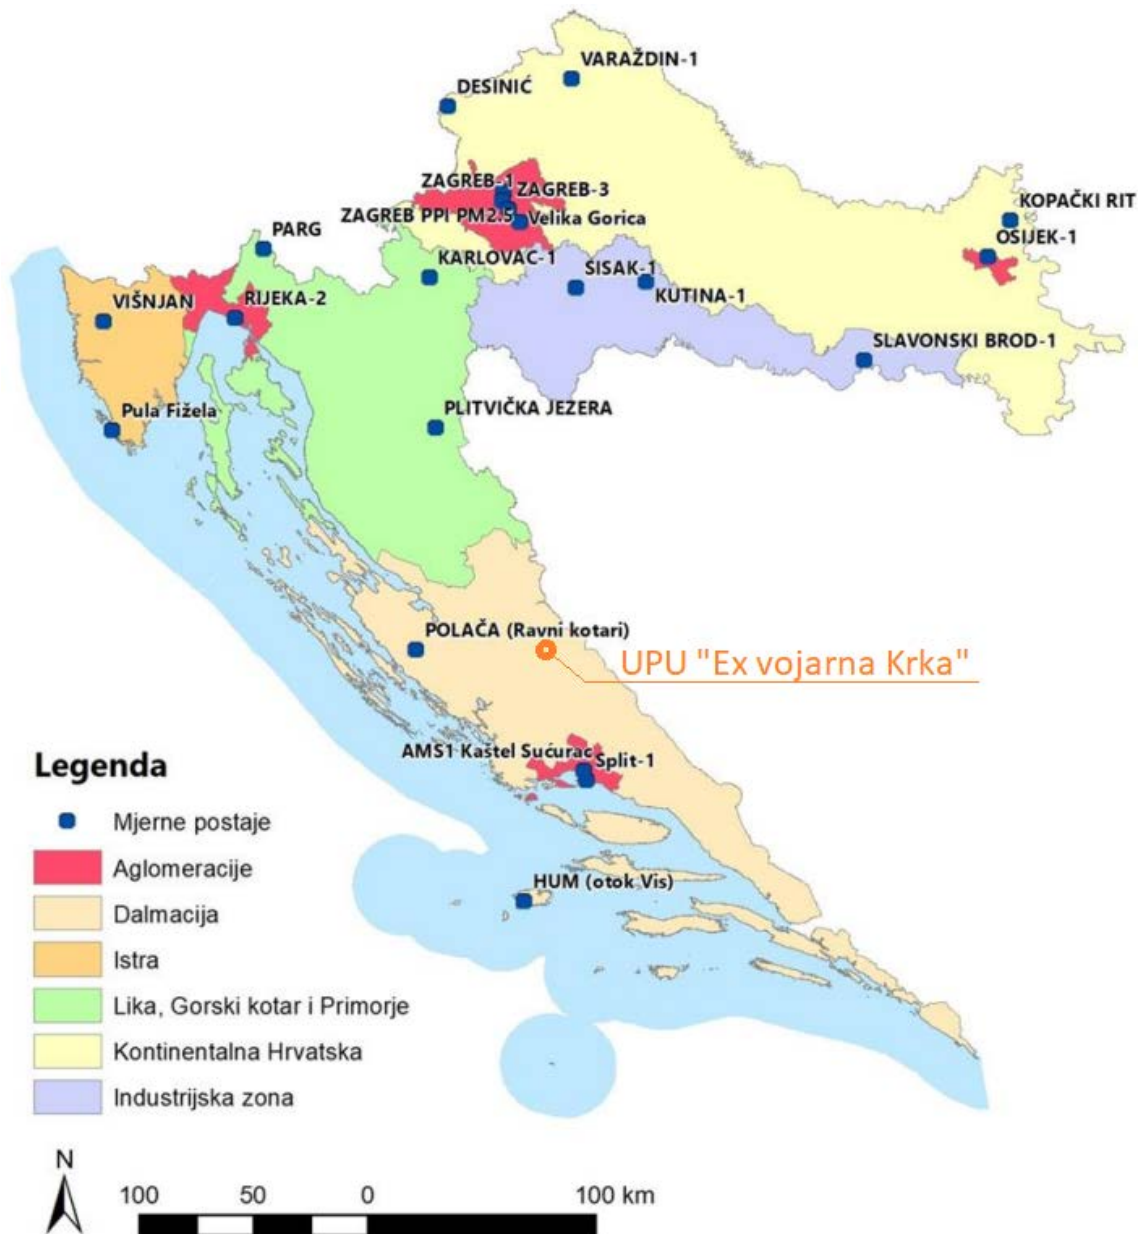 VARAŽDIN-1
DESINIĆ
ZAGREB-1
ZAGREB-3
KOPAČKI RIT
ZAGREB PPI PM2.5
Velika Gorica
PARG
OSIJEK-1
KARLOVAC-1
SISAK-1
VIŠNJAN
RIJEKA-2
KUTINA-1
SLAVONSKI BROD-1
Pula Fižela
PLITVIČKA JEZERA
POLAČA (Ravni kotari)
UPU "Ex vojarna Krka"
AMS1 Kaštel Sućurac
Split-1
HUM (otok Vis)
Legenda
Mjerne postaje
Aglomeracije
Dalmacija
Istra
Lika, Gorski kotar i Primorje
Kontinentalna Hrvatska
Industrijska zona
N
100 50 0 100 km